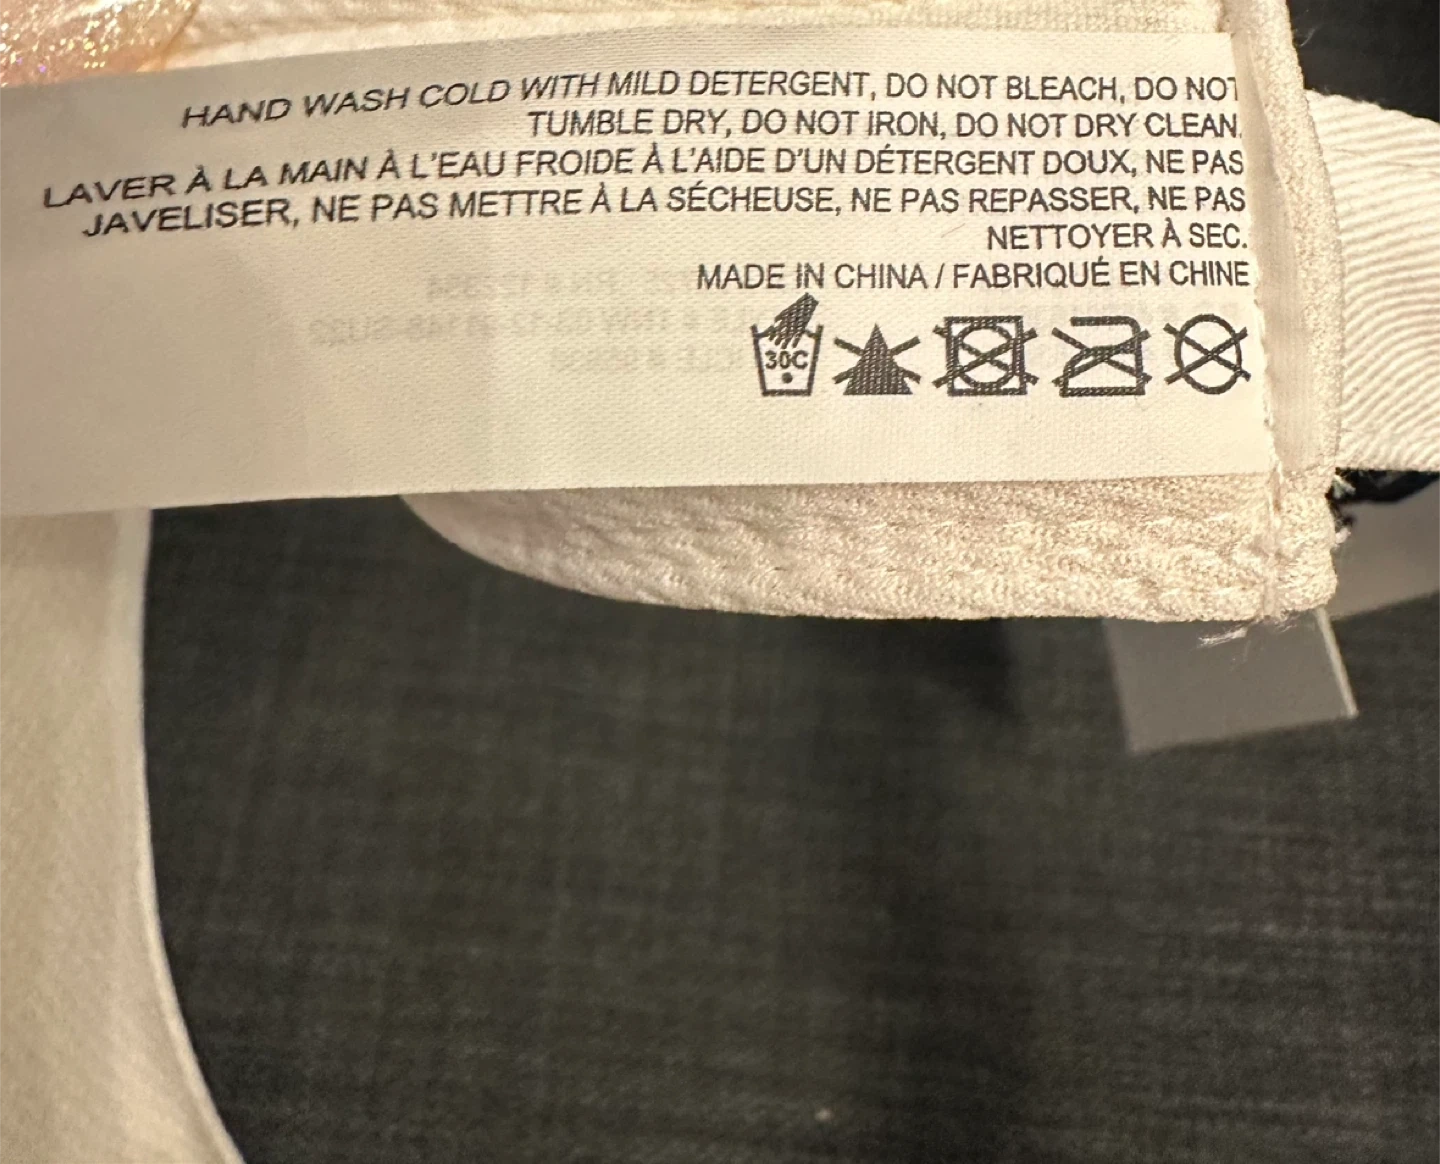 HAND WASH COLD WITH MILD DETERGENT, DO NOT BLEACH, DO NOT
TUMBLE DRY, DO NOT IRON, DO NOT DRY CLEAN.
LAVER À LA MAIN À L'EAU FROIDE À L'AIDE D'UN DÉTERGENT DOUX, NE PAS
JAVELISER, NE PAS METTRE À LA SÉCHEUSE, NE PAS REPASSER, NE PAS
NETTOYER À SEC.
MADE IN CHINA / FABRIQUÉ EN CHINE
30C